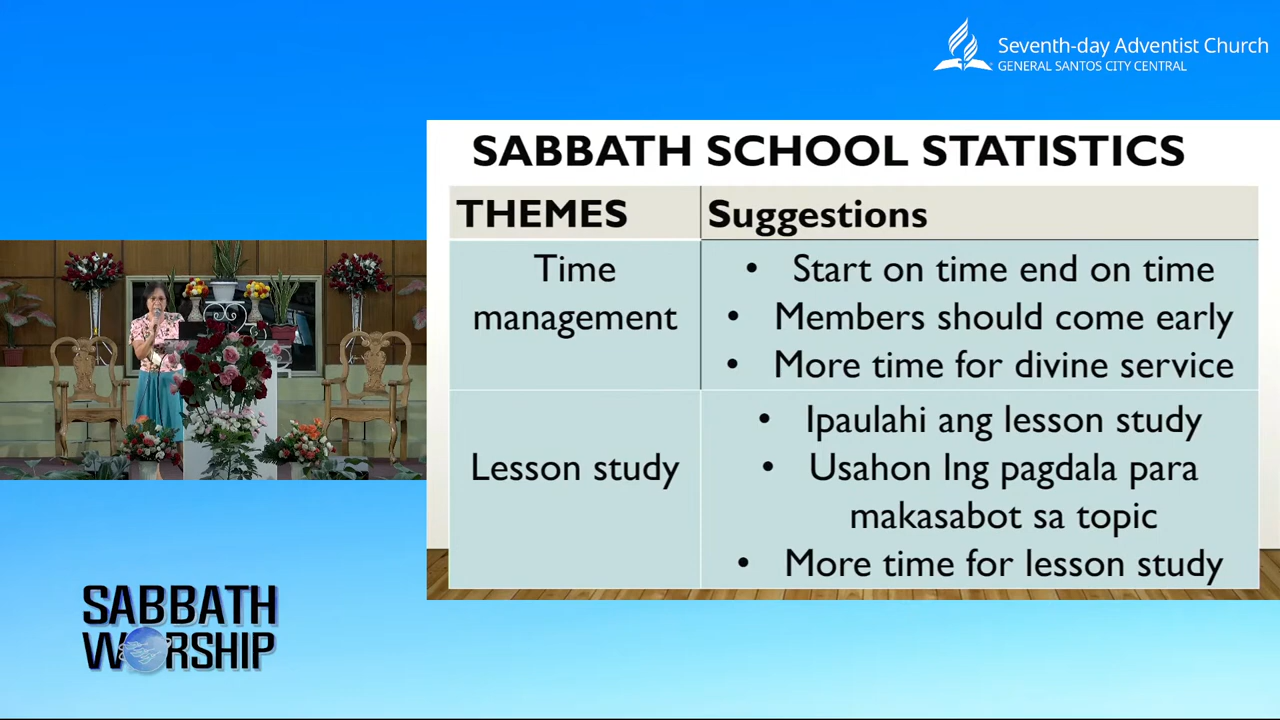 Seventh-day Adventist Church
GENERAL SANTOS CITY CENTRAL
SABBATH SCHOOL STATISTICS
THEMES
Suggestions
Time
management
• Start on time end on time
• Members should come early
• More time for divine service
Lesson study
• Ipaulahi ang lesson study
• Usahon lng pagdala para
makasabot sa topic
• More time for lesson study
SABBATH
WORSHIP